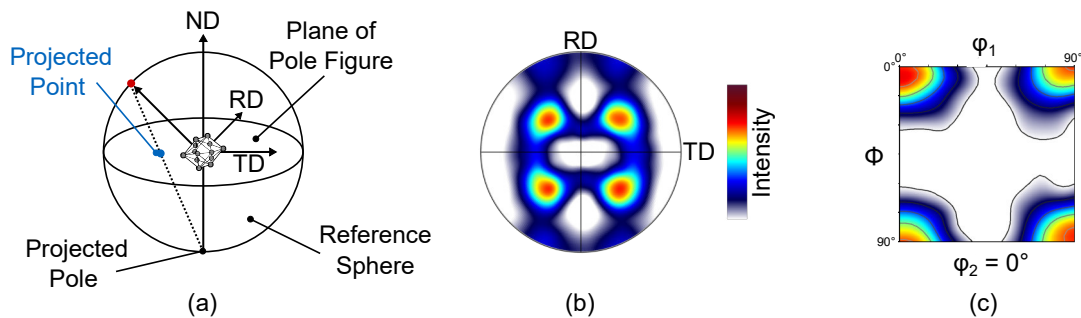 ND
Plane of
Pole Figure
Projected
Point
RD
TD
Projected
Pole
Reference
Sphere
(a)
RD
TD
Intensity
(b)
φ₁
0°
90°
0°
Φ
90°
φ₂ = 0°
(c)